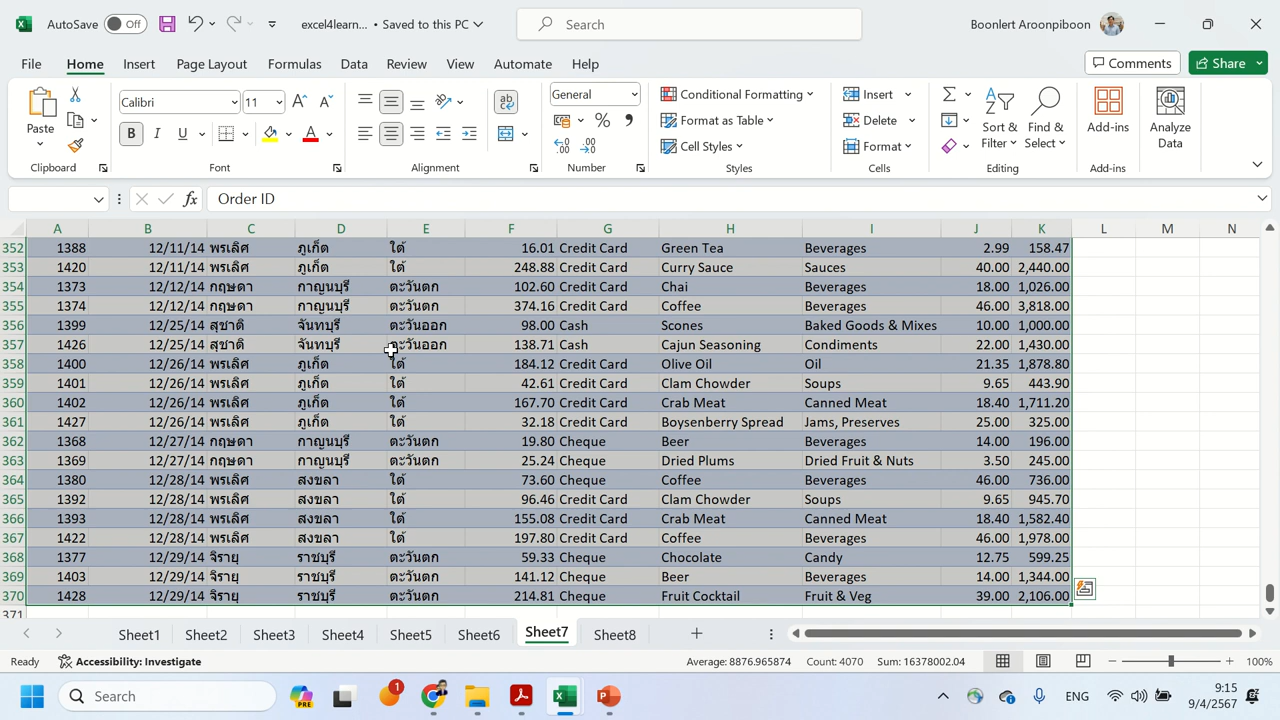 AutoSave Off excel4learn... • Saved to this PC Search Boonlert Aroonpiboon
File Home Insert Page Layout Formulas Data Review View Automate Help Comments Share
Calibri 11 General Conditional Formatting Insert
Paste Format as Table Delete Sort & Filter Find & Select Add-ins Analyze Data
B I U A % Cell Styles Format
Clipboard Font Alignment Number Styles Cells Editing Add-ins
Order ID
A B C D E F G H I J K L M N
352 1388 12/11/14 พรเลิศ ภูเก็ต ใต้ 16.01 Credit Card Green Tea Beverages 2.99 158.47
353 1420 12/11/14 พรเลิศ ภูเก็ต ใต้ 248.88 Credit Card Curry Sauce Sauces 40.00 2,440.00
354 1373 12/12/14 กฤษดา กาญนบุรี ตะวันตก 102.60 Credit Card Chai Beverages 18.00 1,026.00
355 1374 12/12/14 กฤษดา กาญนบุรี ตะวันตก 374.16 Credit Card Coffee Beverages 46.00 3,818.00
356 1399 12/25/14 สุชาติ จันทบุรี ตะวันออก 98.00 Cash Scones Baked Goods & Mixes 10.00 1,000.00
357 1426 12/25/14 สุชาติ จันทบุรี ตะวันออก 138.71 Cash Cajun Seasoning Condiments 22.00 1,430.00
358 1400 12/26/14 พรเลิศ ภูเก็ต ใต้ 184.12 Credit Card Olive Oil Oil 21.35 1,878.80
359 1401 12/26/14 พรเลิศ ภูเก็ต ใต้ 42.61 Credit Card Clam Chowder Soups 9.65 443.90
360 1402 12/26/14 พรเลิศ ภูเก็ต ใต้ 167.70 Credit Card Crab Meat Canned Meat 18.40 1,711.20
361 1427 12/26/14 พรเลิศ ภูเก็ต ใต้ 32.18 Credit Card Boysenberry Spread Jams, Preserves 25.00 325.00
362 1368 12/27/14 กฤษดา กาญนบุรี ตะวันตก 19.80 Cheque Beer Beverages 14.00 196.00
363 1369 12/27/14 กฤษดา กาญนบุรี ตะวันตก 25.24 Cheque Dried Plums Dried Fruit & Nuts 3.50 245.00
364 1380 12/28/14 พรเลิศ สงขลา ใต้ 73.60 Cheque Coffee Beverages 46.00 736.00
365 1392 12/28/14 พรเลิศ สงขลา ใต้ 96.46 Credit Card Clam Chowder Soups 9.65 945.70
366 1393 12/28/14 พรเลิศ สงขลา ใต้ 155.08 Credit Card Crab Meat Canned Meat 18.40 1,582.40
367 1422 12/28/14 พรเลิศ สงขลา ใต้ 197.80 Credit Card Coffee Beverages 46.00 1,978.00
368 1377 12/29/14 จิรายุ ราชบุรี ตะวันตก 59.33 Cheque Chocolate Candy 12.75 599.25
369 1403 12/29/14 จิรายุ ราชบุรี ตะวันตก 141.12 Cheque Beer Beverages 14.00 1,344.00
370 1428 12/29/14 จิรายุ ราชบุรี ตะวันตก 214.81 Cheque Fruit Cocktail Fruit & Veg 39.00 2,106.00
371
Sheet1 Sheet2 Sheet3 Sheet4 Sheet5 Sheet6 Sheet7 Sheet8
Ready Accessibility: Investigate Average: 8876.965874 Count: 4070 Sum: 16378002.04 100%
Search PRE 1 ENG 9:15
9/4/2567